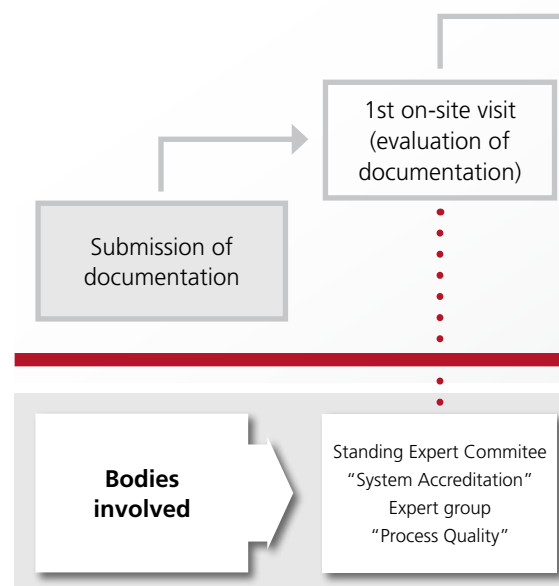 1st on-site visit
(evaluation of
documentation)
Submission of
documentation
Bodies
involved
Standing Expert Commitee
“System Accreditation”
Expert group
“Process Quality”